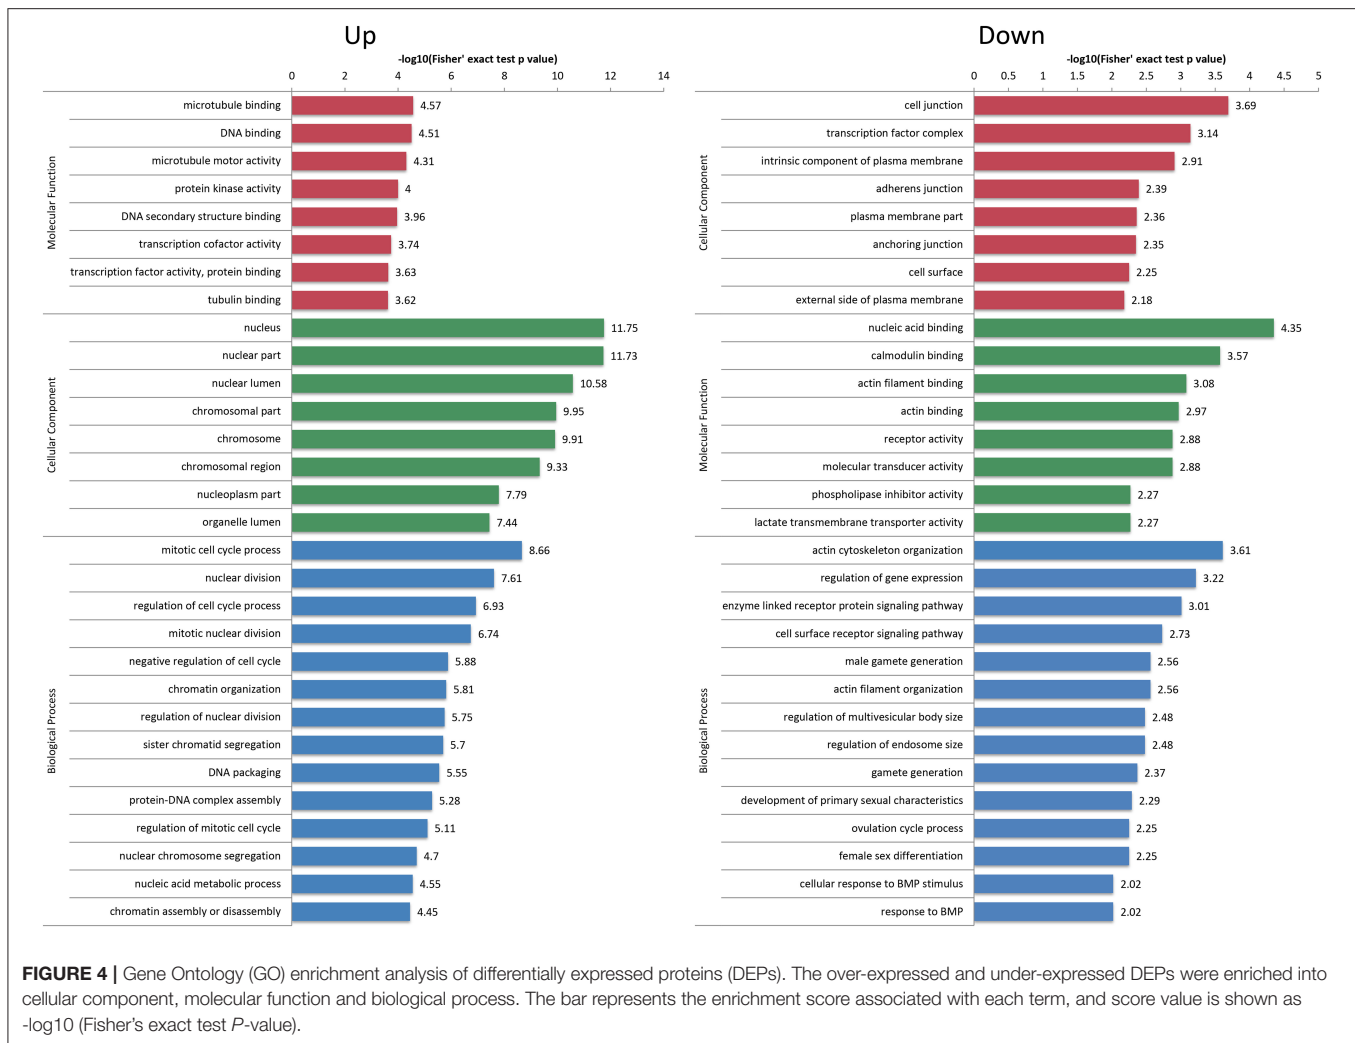 Up
-log10(Fisher' exact test p value)
0 2 4 6 8 10 12 14
Molecular Function
microtubule binding 4.57
DNA binding 4.51
microtubule motor activity 4.31
protein kinase activity 4
DNA secondary structure binding 3.96
transcription cofactor activity 3.74
transcription factor activity, protein binding 3.63
tubulin binding 3.62
Cellular Component
nucleus 11.75
nuclear part 11.73
nuclear lumen 10.58
chromosomal part 9.95
chromosome 9.91
chromosomal region 9.33
nucleoplasm part 7.79
organelle lumen 7.44
Biological Process
mitotic cell cycle process 8.66
nuclear division 7.61
regulation of cell cycle process 6.93
mitotic nuclear division 6.74
negative regulation of cell cycle 5.88
chromatin organization 5.81
regulation of nuclear division 5.75
sister chromatid segregation 5.7
DNA packaging 5.55
protein-DNA complex assembly 5.28
regulation of mitotic cell cycle 5.11
nuclear chromosome segregation 4.7
nucleic acid metabolic process 4.55
chromatin assembly or disassembly 4.45
Down
-log10(Fisher' exact test p value)
0 0.5 1 1.5 2 2.5 3 3.5 4 4.5 5
Cellular Component
cell junction 3.69
transcription factor complex 3.14
intrinsic component of plasma membrane 2.91
adherens junction 2.39
plasma membrane part 2.36
anchoring junction 2.35
cell surface 2.25
external side of plasma membrane 2.18
Molecular Function
nucleic acid binding 4.35
calmodulin binding 3.57
actin filament binding 3.08
actin binding 2.97
receptor activity 2.88
molecular transducer activity 2.88
phospholipase inhibitor activity 2.27
lactate transmembrane transporter activity 2.27
Biological Process
actin cytoskeleton organization 3.61
regulation of gene expression 3.22
enzyme linked receptor protein signaling pathway 3.01
cell surface receptor signaling pathway 2.73
male gamete generation 2.56
actin filament organization 2.56
regulation of multivesicular body size 2.48
regulation of endosome size 2.48
gamete generation 2.37
development of primary sexual characteristics 2.29
ovulation cycle process 2.25
female sex differentiation 2.25
cellular response to BMP stimulus 2.02
response to BMP 2.02
FIGURE 4 | Gene Ontology (GO) enrichment analysis of differentially expressed proteins (DEPs). The over-expressed and under-expressed DEPs were enriched into
cellular component, molecular function and biological process. The bar represents the enrichment score associated with each term, and score value is shown as
-log10 (Fisher's exact test P-value).